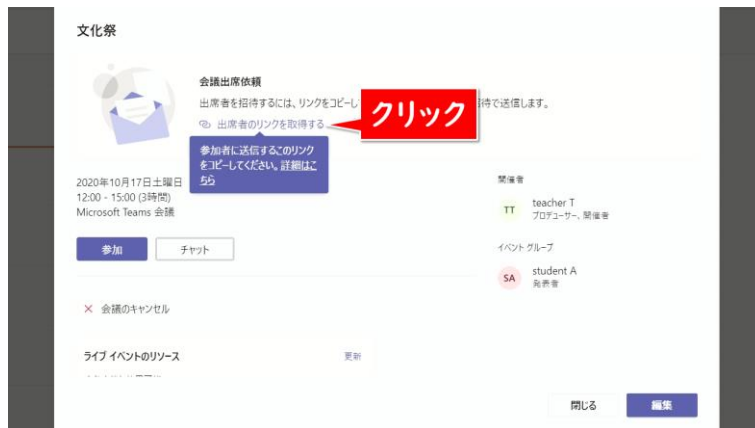 文化祭
会議出席依頼
出席者を招待するには、リンクをコピーし
待で送信します。
出席者のリンクを取得する
クリック
参加者に送信するこのリンク
をコピーしてください。詳細はこ
ちら
2020年10月17日土曜日
12:00 - 15:00 (3時間)
Microsoft Teams 会議
参加
チャット
開催者
TT
teacher T
プロデューサー、開催者
イベント グループ
SA
student A
発表者
× 会議のキャンセル
ライブ イベントのリソース
更新
閉じる
編集